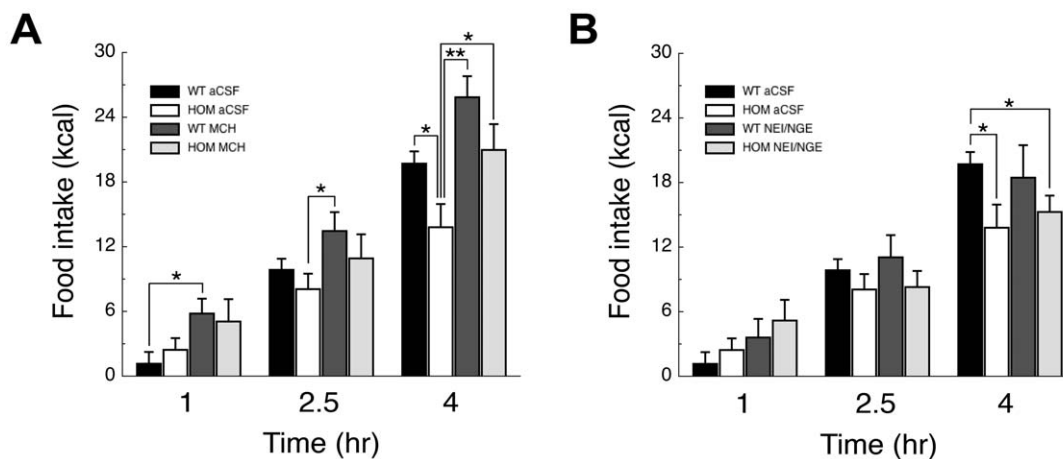 A
Food intake (kcal)
30
24
18
12
6
0
WT aCSF
HOM aCSF
WT MCH
HOM MCH
*
*
*
**
*
1
2.5
4
Time (hr)
B
Food intake (kcal)
30
24
18
12
6
0
WT aCSF
HOM aCSF
WT NEI/NGE
HOM NEI/NGE
*
*
1
2.5
4
Time (hr)